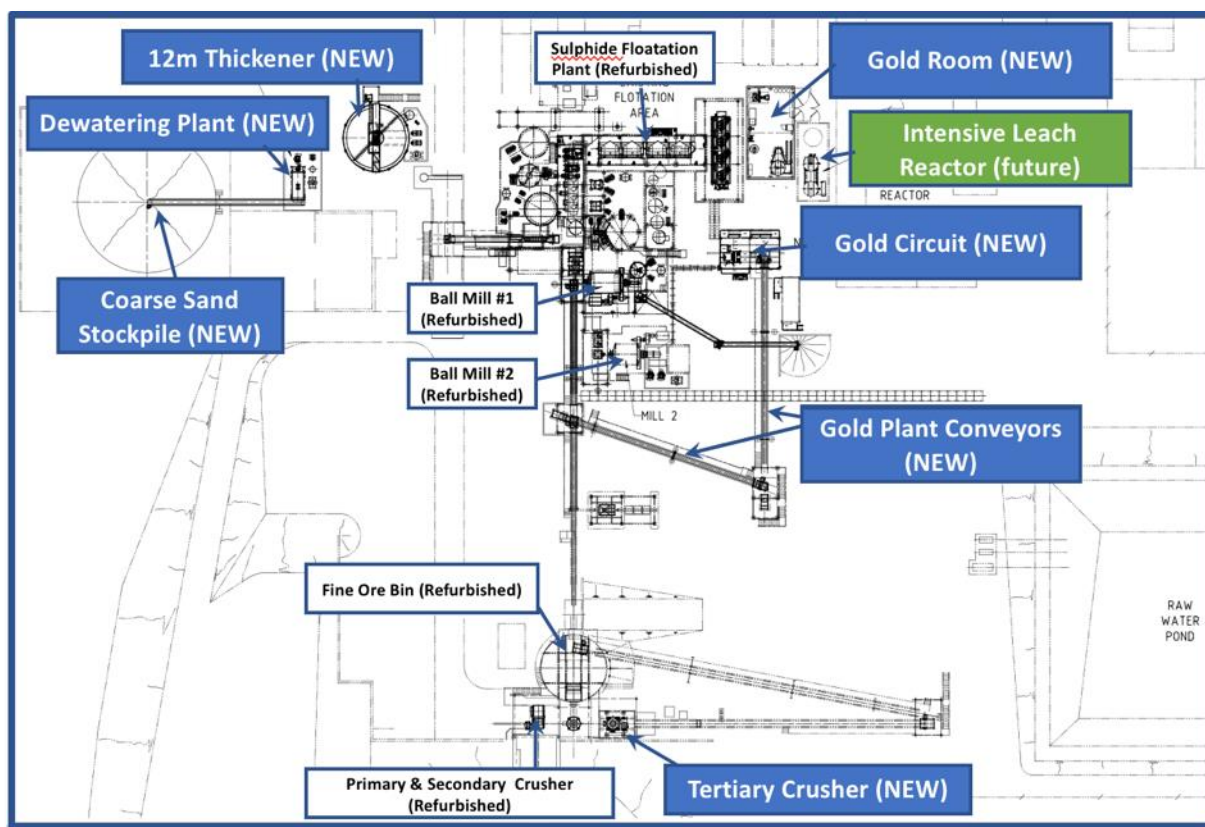 12m Thickener (NEW)
Sulphide Floatation
Plant (Refurbished)
FLOTATION
AREA
Gold Room (NEW)
Dewatering Plant (NEW)
Intensive Leach
Reactor (future)
REACTOR
Gold Circuit (NEW)
Coarse Sand
Stockpile (NEW)
Ball Mill #1
(Refurbished)
Ball Mill #2
(Refurbished)
MILL 2
Gold Plant Conveyors
(NEW)
Fine Ore Bin (Refurbished)
RAW
WATER
POND
Primary & Secondary Crusher
(Refurbished)
Tertiary Crusher (NEW)